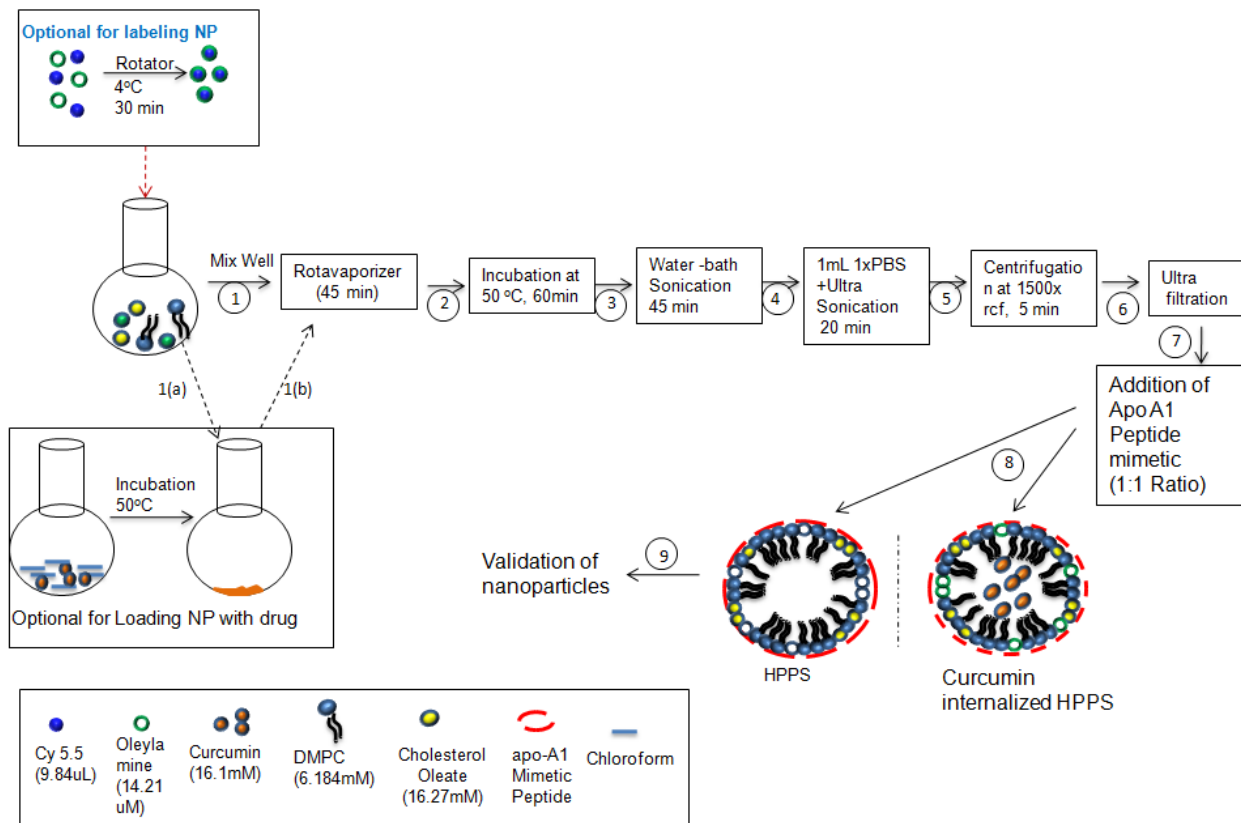 Optional for labeling NP
Rotator
4°C
30 min
Mix Well
1
Rotavaporizer
(45 min)
2
Incubation at
50 °C, 60min
3
Water -bath
Sonication
45 min
4
1mL 1xPBS
+Ultra
Sonication
20 min
5
Centrifugatio
n at 1500x
rcf, 5 min
6
Ultra
filtration
7
1(a)
1(b)
Addition of
Apo A1
Peptide
mimetic
(1:1 Ratio)
Incubation
50°C
Optional for Loading NP with drug
8
9
Validation of
nanoparticles
HPPS
Curcumin
internalized HPPS
Cy 5.5
(9.84uL)
Oleyla
mine
(14.21
uM)
Curcumin
(16.1mM)
DMPC
(6.184mM)
Cholesterol
Oleate
(16.27mM)
apo-A1
Mimetic
Peptide
Chloroform